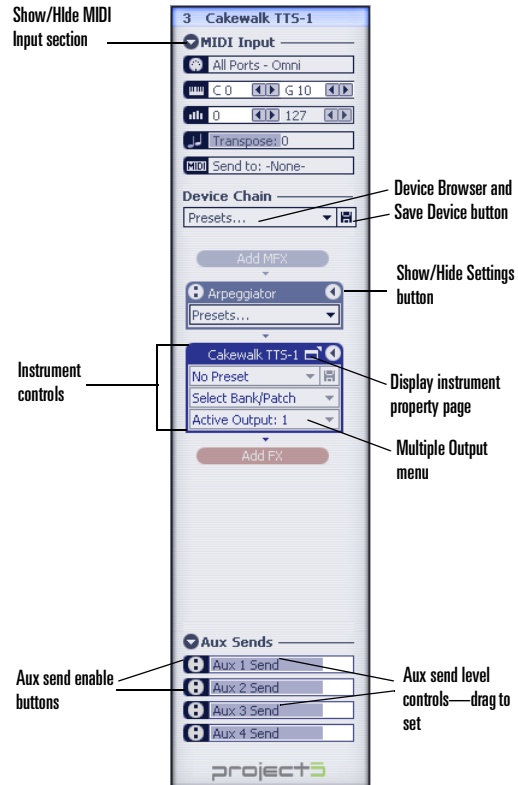 Show/HIde MIDI
Input section
3 Cakewalk TTS-1
MIDI Input
All Ports - Omni
C 0 G 10
0 127
Transpose: 0
MIDI Send to: -None-
Device Chain
Presets...
Device Browser and
Save Device button
Add MFX
Arpeggiator
Presets...
Show/Hide Settings
button
Instrument
controls
Cakewalk TTS-1
No Preset
Select Bank/Patch
Active Output: 1
Display instrument
property page
Multiple Output
menu
Add FX
Aux Sends
Aux send enable
buttons
Aux 1 Send
Aux 2 Send
Aux 3 Send
Aux 4 Send
Aux send level
controls—drag to
set
project5